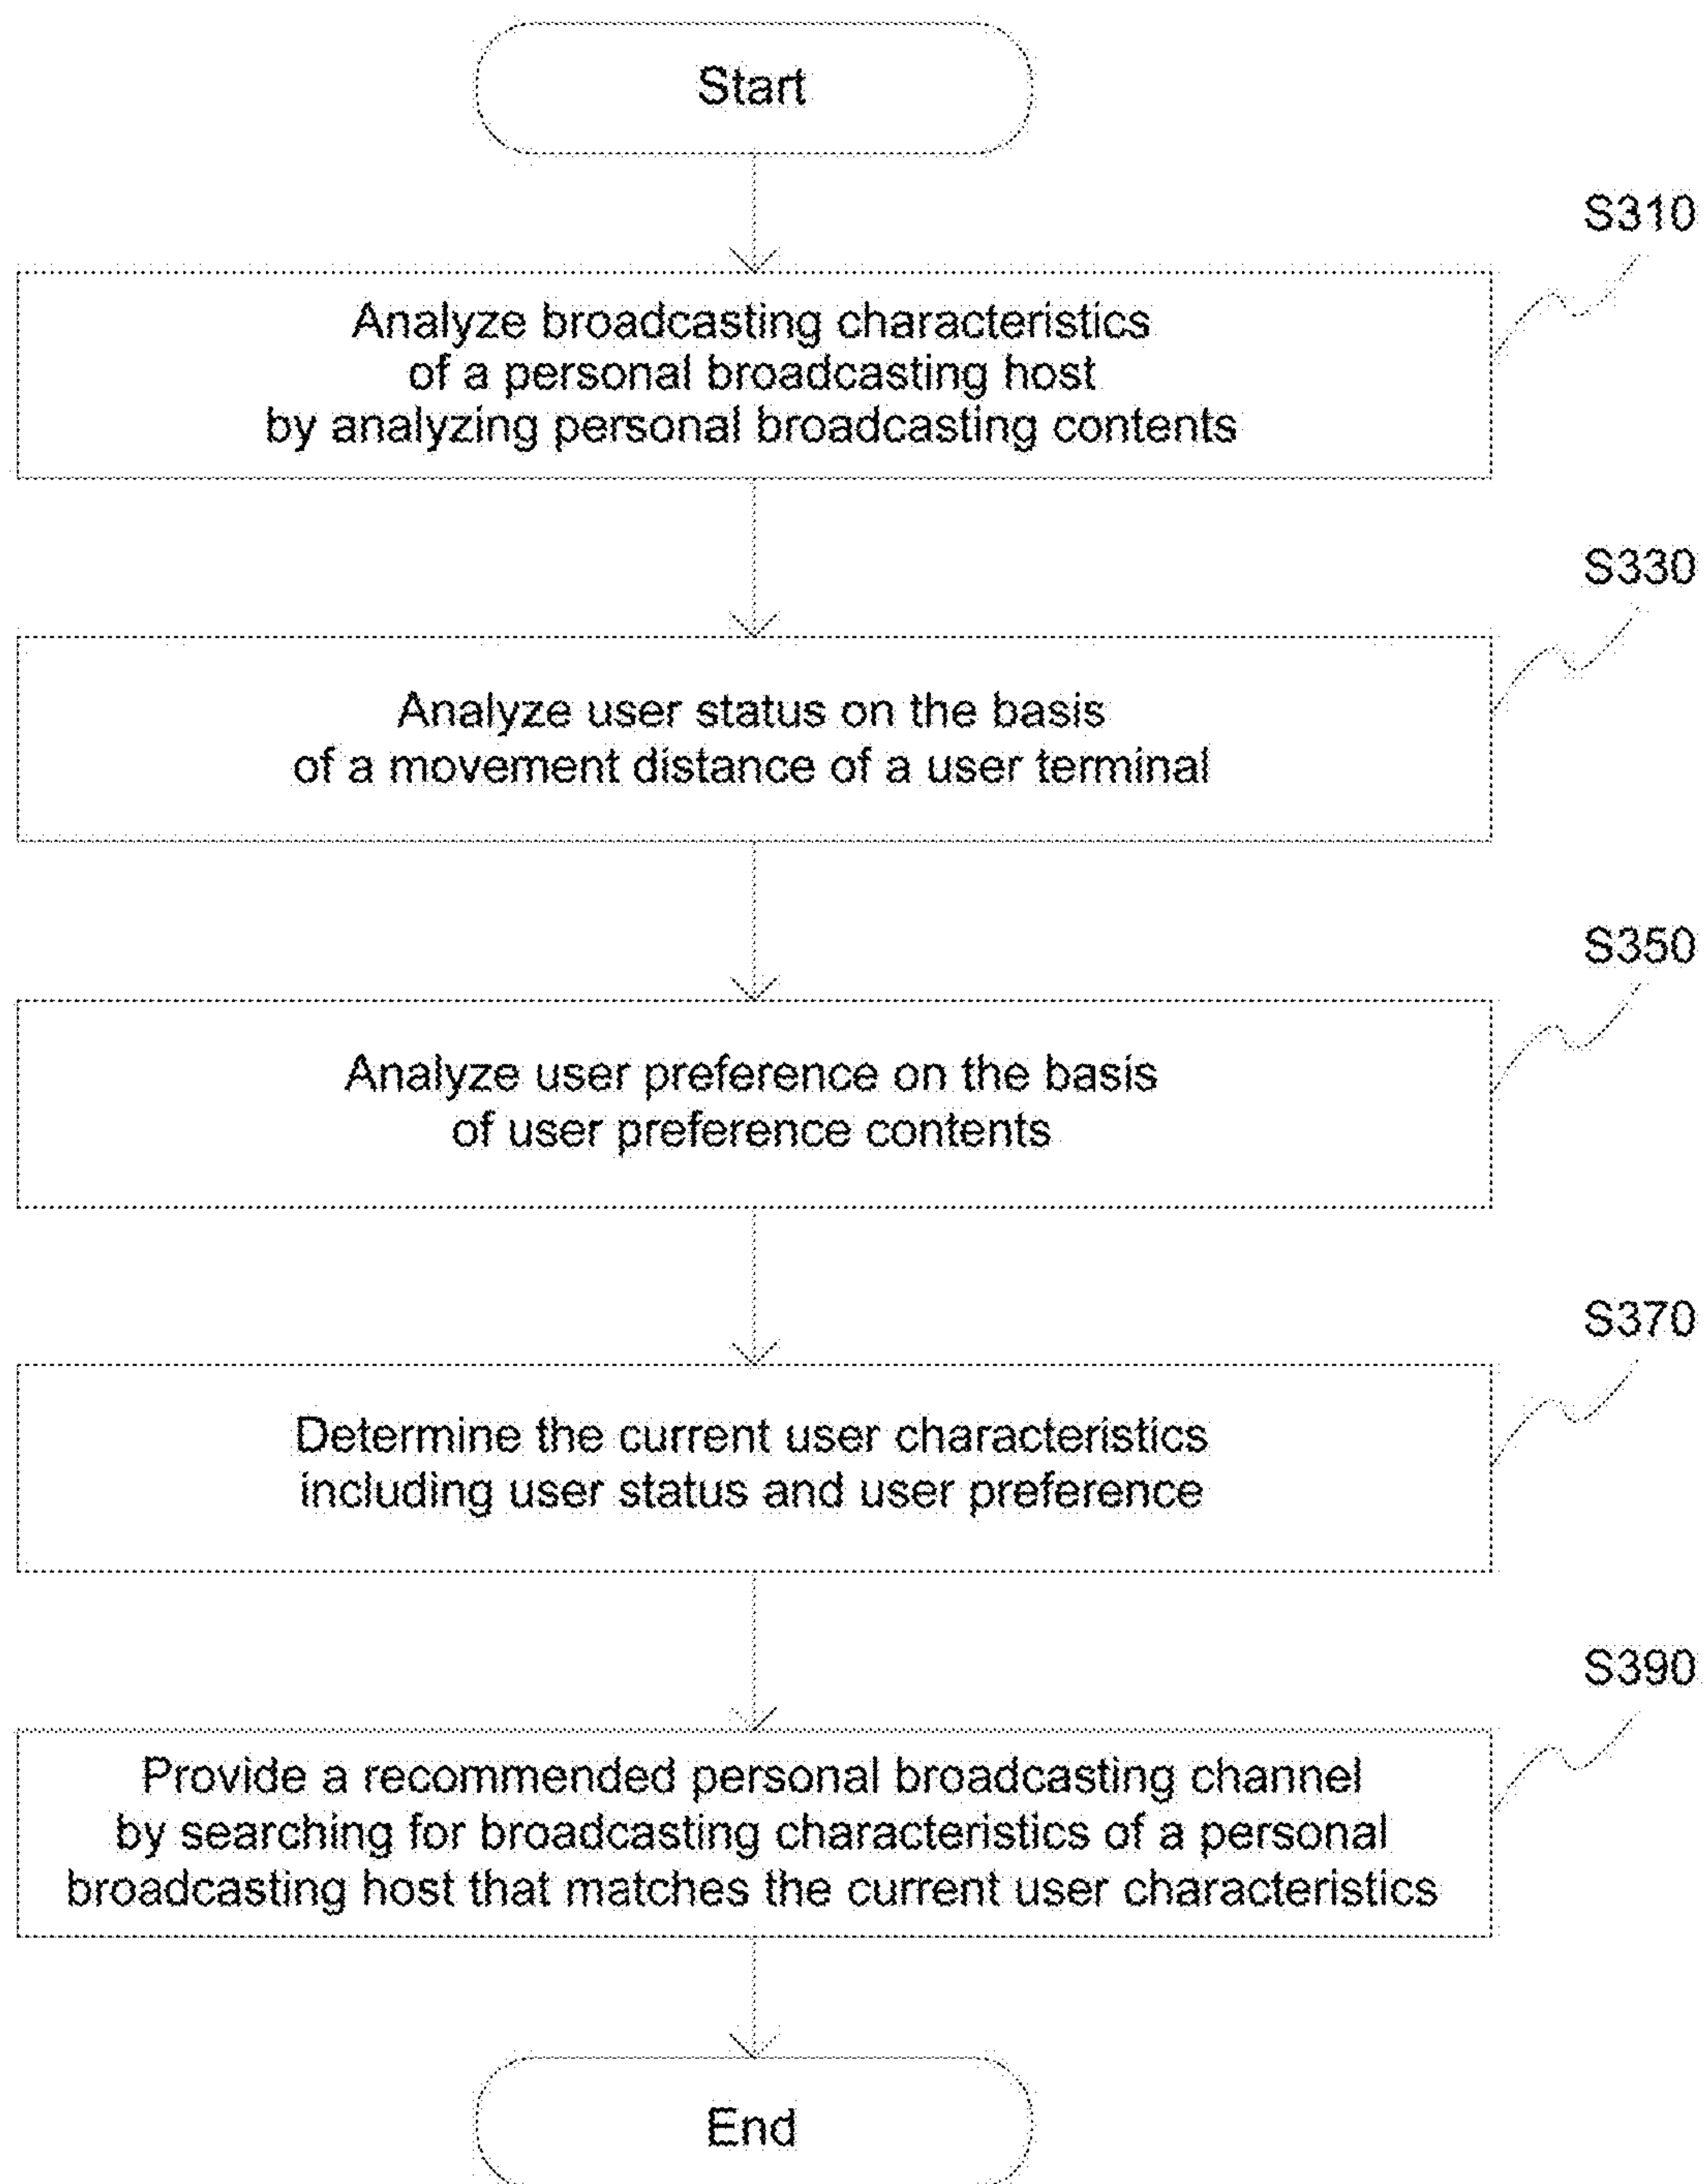 Start
S310
Analyze broadcasting characteristics
of a personal broadcasting host
by analyzing personal broadcasting contents
S330
Analyze user status on the basis
of a movement distance of a user terminal
S350
Analyze user preference on the basis
of user preference contents
S370
Determine the current user characteristics
including user status and user preference
S390
Provide a recommended personal broadcasting channel
by searching for broadcasting characteristics of a personal
broadcasting host that matches the current user characteristics
End